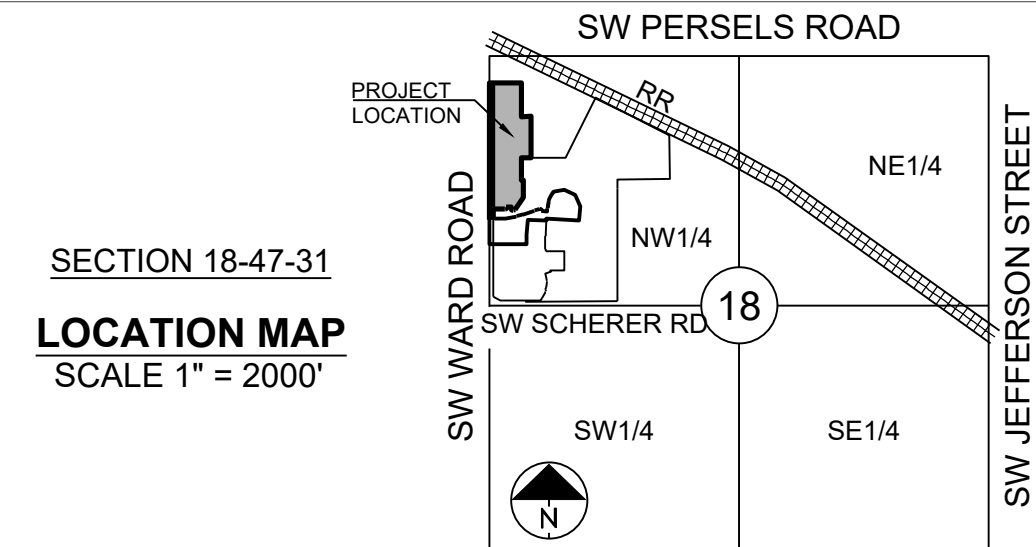 SW PERSELS ROAD
PROJECT
LOCATION
RR
NE1/4
SW WARD ROAD
SW JEFFERSON STREET
NW1/4
SECTION 18-47-31
18
LOCATION MAP
SW SCHERER RD
SCALE 1" = 2000'
SW1/4
SE1/4
N